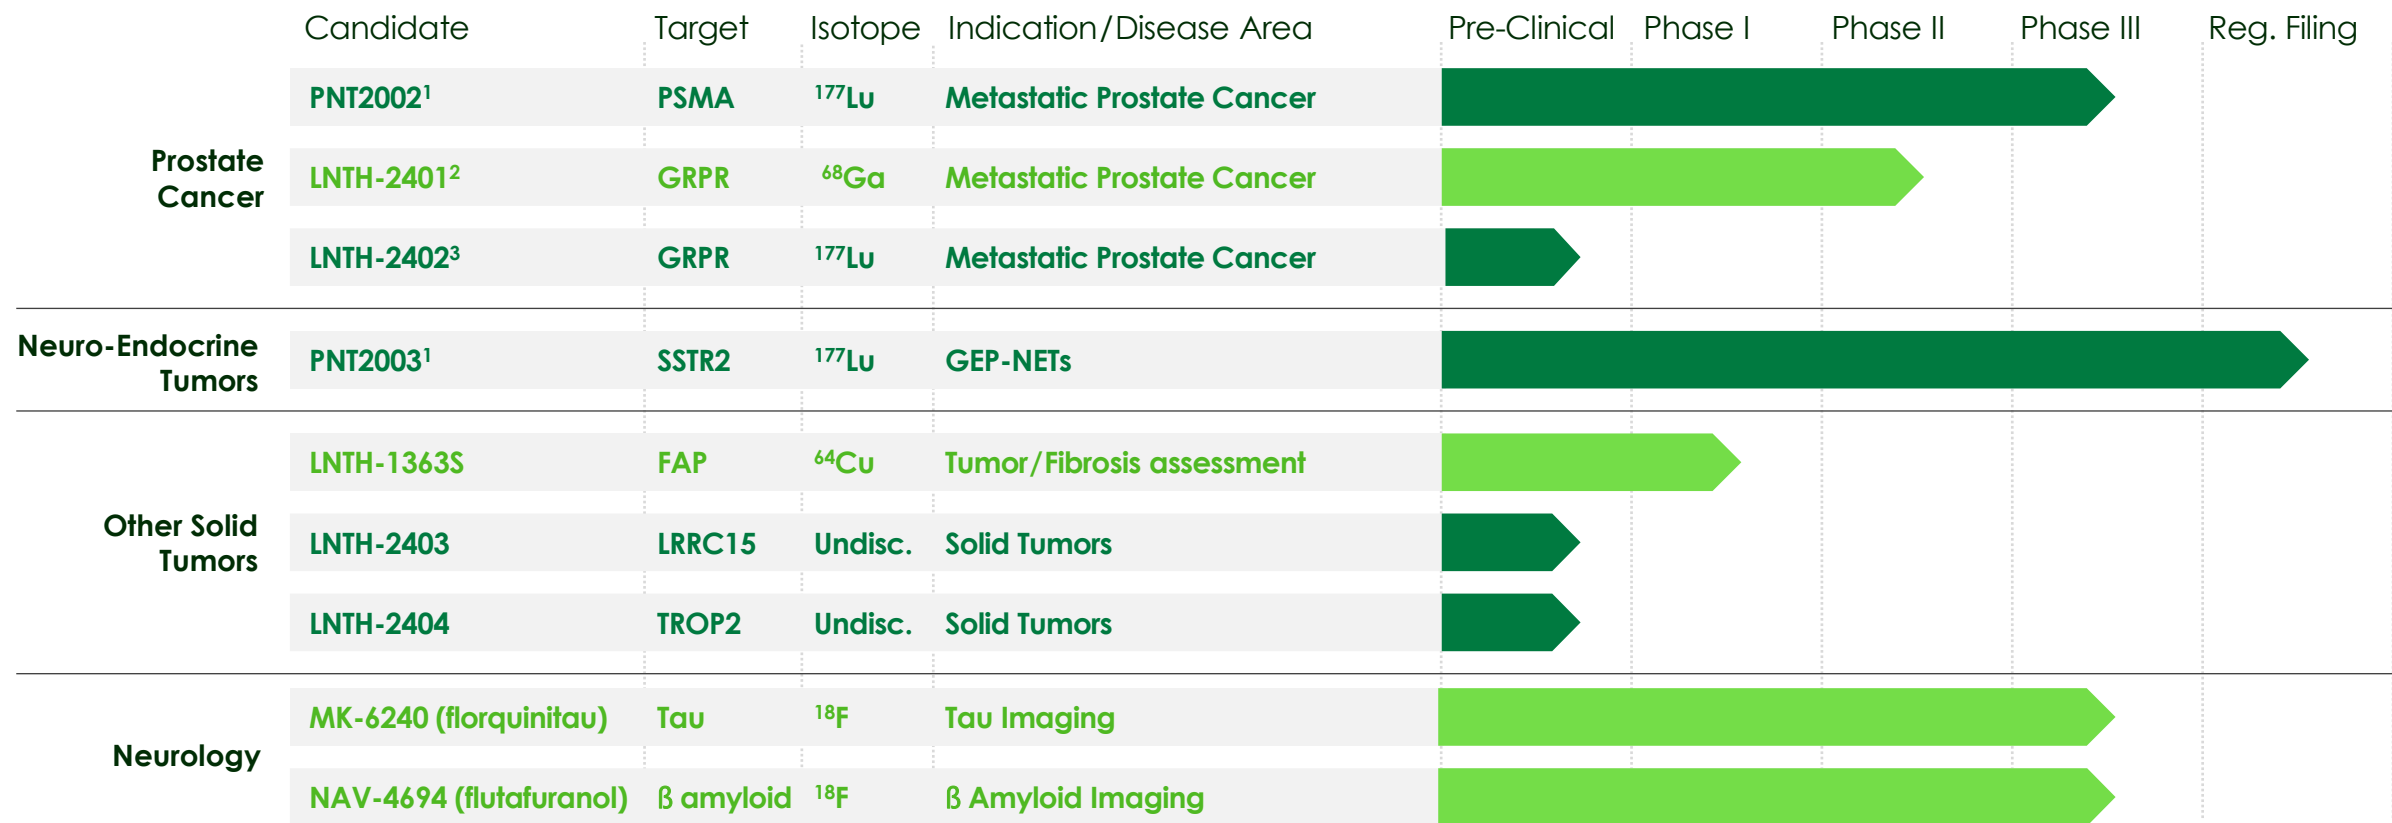 Candidate Target Isotope Indication/Disease Area Pre-Clinical Phase I Phase II Phase III Reg. Filing
Prostate
Cancer
PNT2002¹ PSMA ¹⁷⁷Lu Metastatic Prostate Cancer
LNTH-2401² GRPR ⁶⁸Ga Metastatic Prostate Cancer
LNTH-2402³ GRPR ¹⁷⁷Lu Metastatic Prostate Cancer
Neuro-Endocrine
Tumors
PNT2003¹ SSTR2 ¹⁷⁷Lu GEP-NETs
Other Solid
Tumors
LNTH-1363S FAP ⁶⁴Cu Tumor/Fibrosis assessment
LNTH-2403 LRRC15 Undisc. Solid Tumors
LNTH-2404 TROP2 Undisc. Solid Tumors
Neurology
MK-6240 (florquinitau) Tau ¹⁸F Tau Imaging
NAV-4694 (flutafuranol) ß amyloid ¹⁸F ß Amyloid Imaging